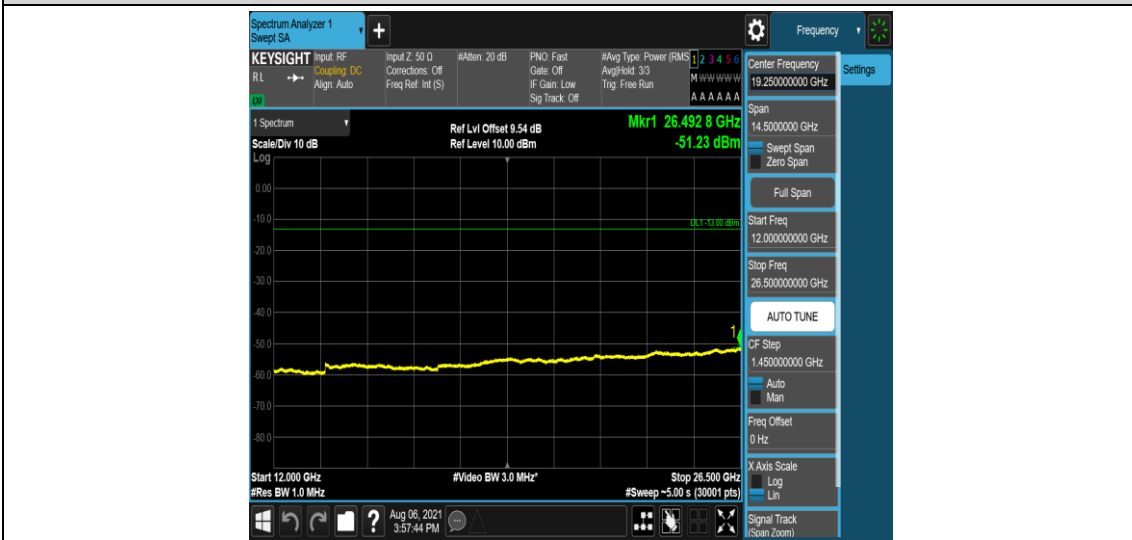 Spectrum Analyzer 1
Swept SA
+
Frequency
KEYSIGHT
RL
LXI
Input: RF
Coupling: DC
Align: Auto
Input Z: 50 Ω
Corrections: Off
Freq Ref: Int (S)
#Atten: 20 dB
PNO: Fast
Gate: Off
IF Gain: Low
Sig Track: Off
#Avg Type: Power (RMS
Avg|Hold: 3/3
Trig: Free Run
1 2 3 4 5 6
M W W W W W
A A A A A A
1 Spectrum
Scale/Div 10 dB
Ref Lvl Offset 9.54 dB
Ref Level 10.00 dBm
Mkr1 26.492 8 GHz
-51.23 dBm
Log
0.00
-10.0
DL1 -13.00 dBm
-20.0
-30.0
-40.0
1
-50.0
-60.0
-70.0
-80.0
Start 12.000 GHz
#Res BW 1.0 MHz
#Video BW 3.0 MHz*
Stop 26.500 GHz
#Sweep ~5.00 s (30001 pts)
Center Frequency
19.250000000 GHz
Settings
Span
14.5000000 GHz
Swept Span
Zero Span
Full Span
Start Freq
12.000000000 GHz
Stop Freq
26.500000000 GHz
AUTO TUNE
CF Step
1.450000000 GHz
Auto
Man
Freq Offset
0 Hz
X Axis Scale
Log
Lin
Signal Track
(Span Zoom)
?
Aug 06, 2021
3:57:44 PM